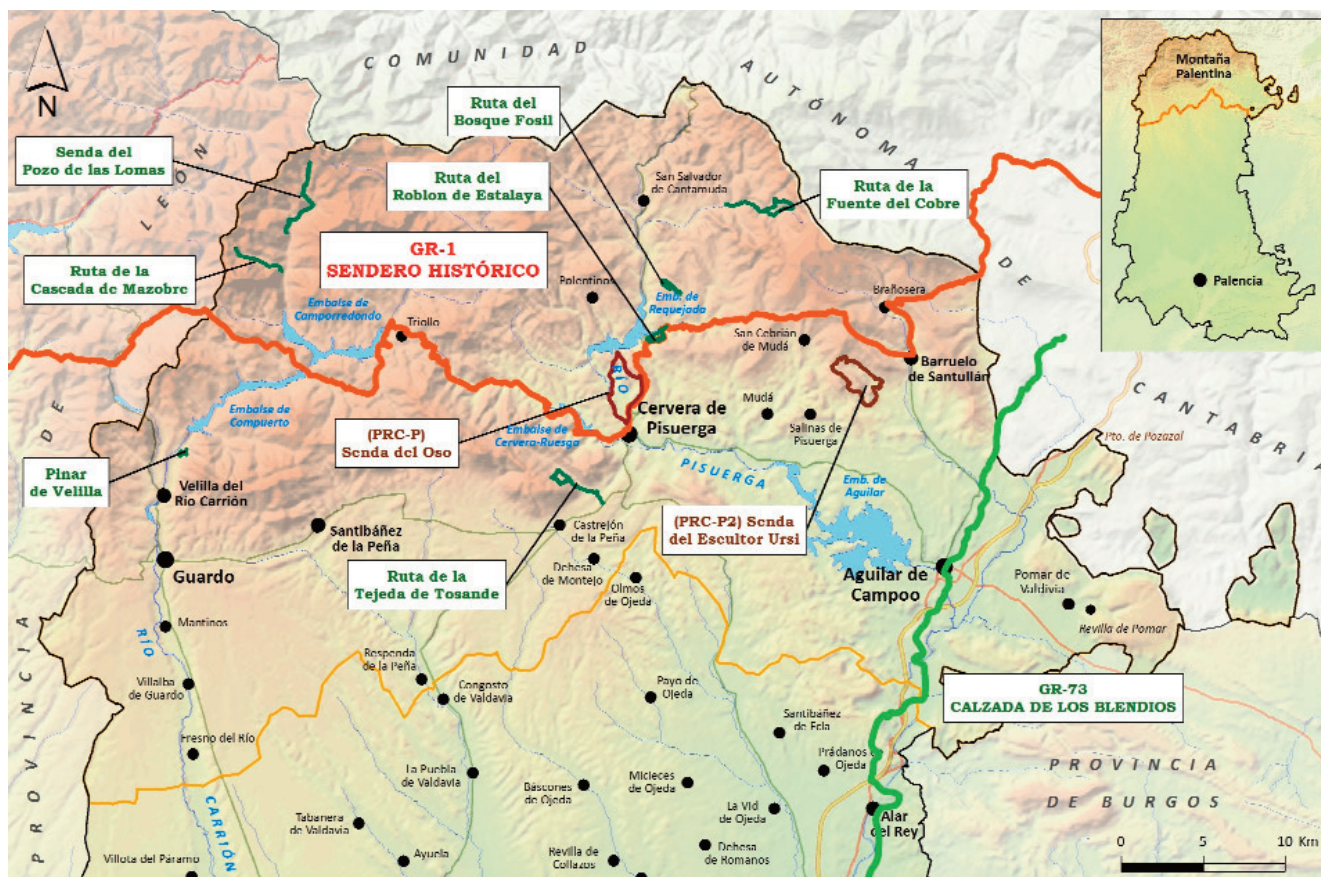 N
COMUNIDAD
AUTÓNOMA
DE
CANTABRIA
Montaña
Palentina
Palencia
Ruta del
Bosque Fosil
Senda del
Pozo de las Lomas
LEÓN
Ruta del
Roblon de Estalaya
San Salvador
de Cantamuda
Ruta de la
Fuente del Cobre
GR-1
SENDERO HISTÓRICO
Ruta de la
Cascada de Mazobre
Polentinos
Embalse de
Camporredondo
Emb. de
Requejada
Brañosera
Triollo
San Cebrián
de Mudá
Barruelo
de Santullán
RÍO
Embalse de
Compuerto
(PRC-P)
Senda del Oso
Embalse de
Cervera-Ruesga
Cervera de
Pisuerga
Mudá
Salinas de
Pisuerga
Pto. de Pozazal
PISUERGA
Pinar
de Velilla
Velilla del
Río Carrión
Emb. de
Aguilar
DE
Santibáñez
de la Peña
Castrejón
de la Peña
(PRC-P2) Senda
del Escultor Ursi
Guardo
Ruta de la
Tejeda de Tosande
Dehesa
de Montejo
Olmos
de Ojeda
Aguilar de
Campoo
Pomar de
Valdivia
Revilla de Pomar
Mantinos
RÍO
PROVINCIA
Respenda
de la Peña
Villalba
de Guardo
Congosto
de Valdavia
Payo de
Ojeda
GR-73
CALZADA DE LOS BLENDIOS
Santibáñez
de Ecla
Fresno del Río
Prádanos de
Ojeda
La Puebla
de Valdavia
Báscones
de Ojeda
Micieces
de Ojeda
PROVINCIA
DE BURGOS
CARRIÓN
Tabanera
de Valdavia
La Vid
de Ojeda
Alar
del Rey
Villota del Páramo
Ayuela
Revilla de
Collazos
Dehesa
de Romanos
0 5 10 Km